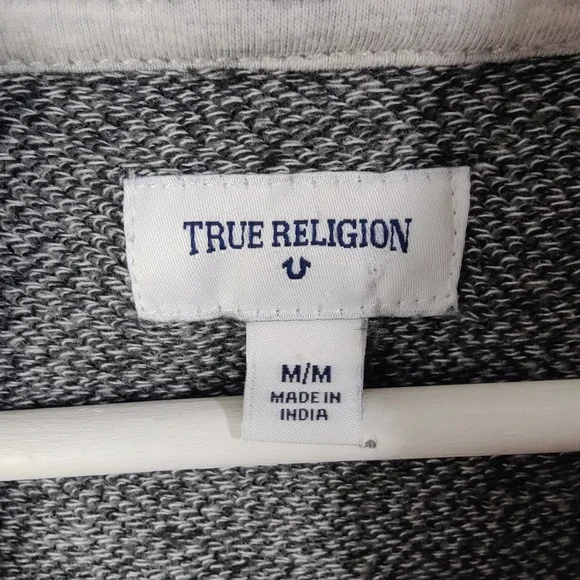 TRUE RELIGION
M/M
MADE IN
INDIA